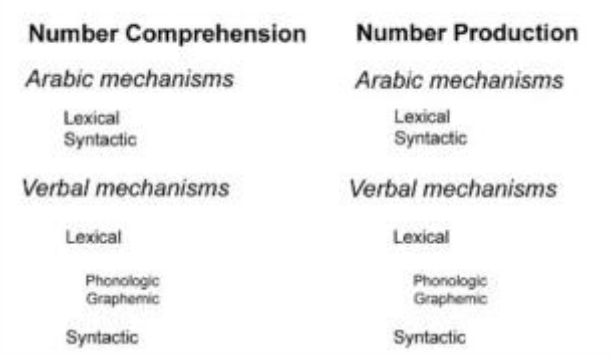 Number Comprehension
Arabic mechanisms
Lexical
Syntactic
Verbal mechanisms
Lexical
Phonologic
Graphemic
Syntactic
Number Production
Arabic mechanisms
Lexical
Syntactic
Verbal mechanisms
Lexical
Phonologic
Graphemic
Syntactic